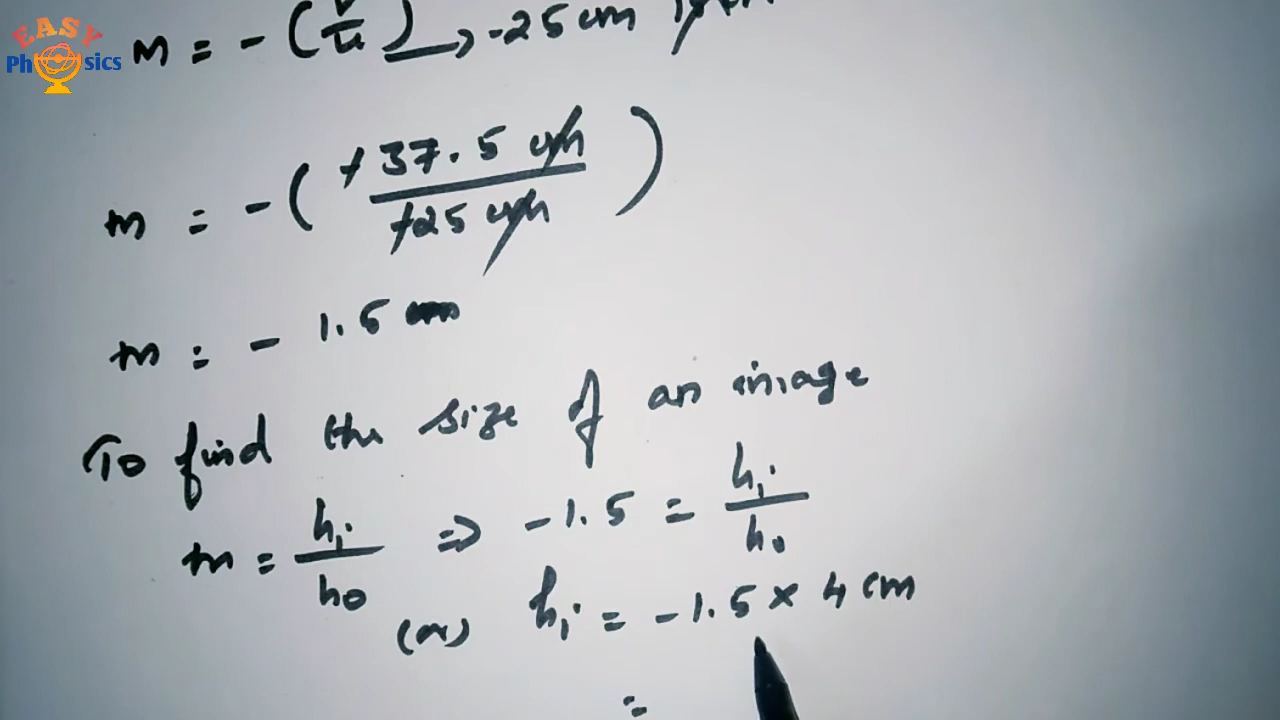 EASY
Physics
m = - (v/u) → -25 cm
m = - ( +37.5 cm / +25 cm )
m = - 1.5
To find the size of an image
m = hi/ho ⇒ -1.5 = hi/ho
(or) hi = -1.5 × 4 cm
=